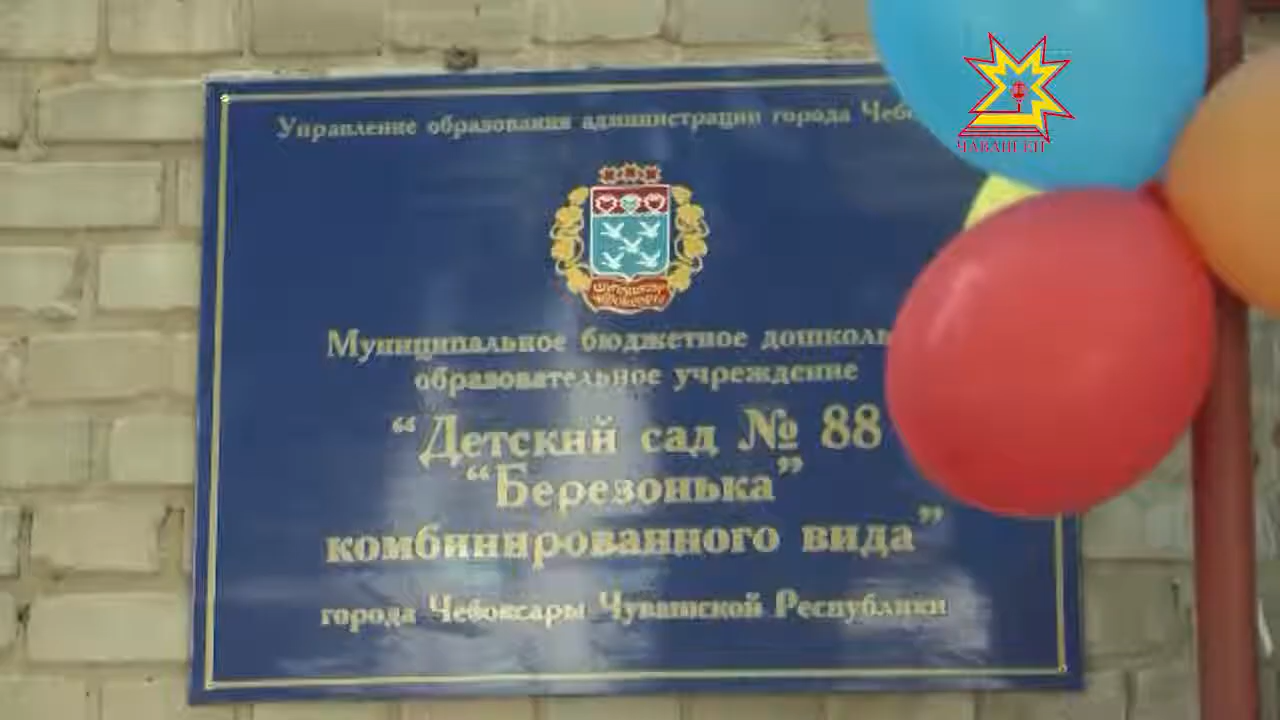 Управление образования администрации города Чебо
Муниципальное бюджетное дошколь
образовательное учреждение
“Детский сад № 88
“Березонька”
комбинированного вида”
города Чебоксары Чувашской Республики